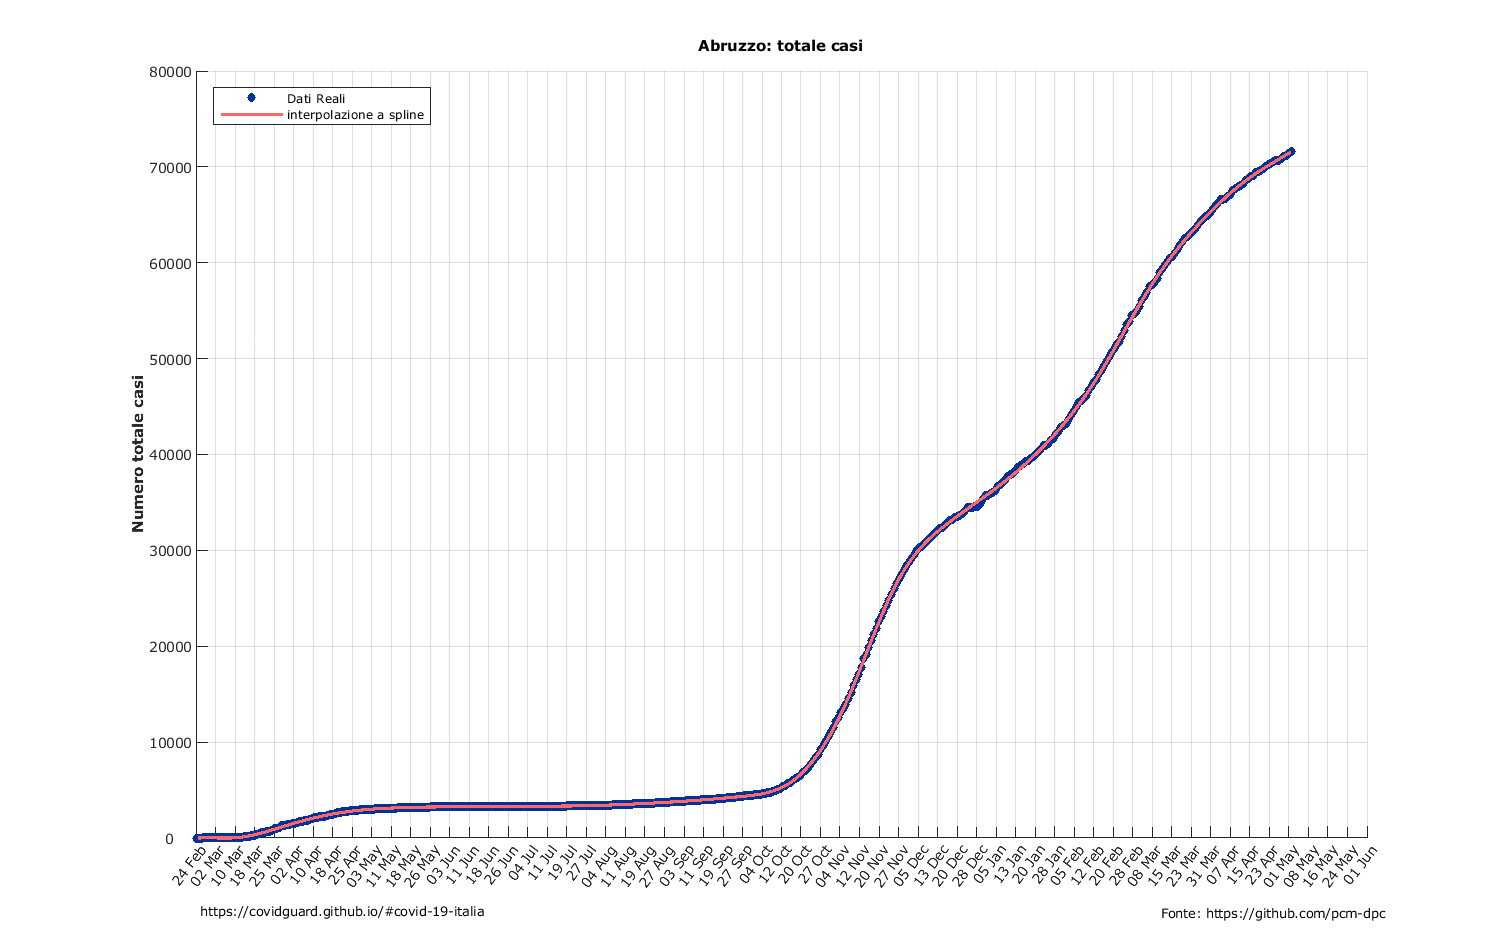 Abruzzo: totale casi
80000
70000
60000
50000
40000
30000
20000
10000
0
Numero totale casi
Dati Reali
interpolazione a spline
24 Feb
02 Mar
10 Mar
18 Mar
25 Mar
02 Apr
10 Apr
18 Apr
25 Apr
03 May
11 May
18 May
26 May
03 Jun
11 Jun
18 Jun
26 Jun
04 Jul
11 Jul
19 Jul
27 Jul
04 Aug
11 Aug
19 Aug
27 Aug
03 Sep
11 Sep
19 Sep
27 Sep
04 Oct
12 Oct
20 Oct
27 Oct
04 Nov
12 Nov
20 Nov
27 Nov
05 Dec
13 Dec
20 Dec
28 Dec
05 Jan
13 Jan
20 Jan
28 Jan
05 Feb
12 Feb
20 Feb
28 Feb
08 Mar
15 Mar
23 Mar
31 Mar
07 Apr
15 Apr
23 Apr
01 May
08 May
16 May
24 May
01 Jun
https://covidguard.github.io/#covid-19-italia
Fonte: https://github.com/pcm-dpc